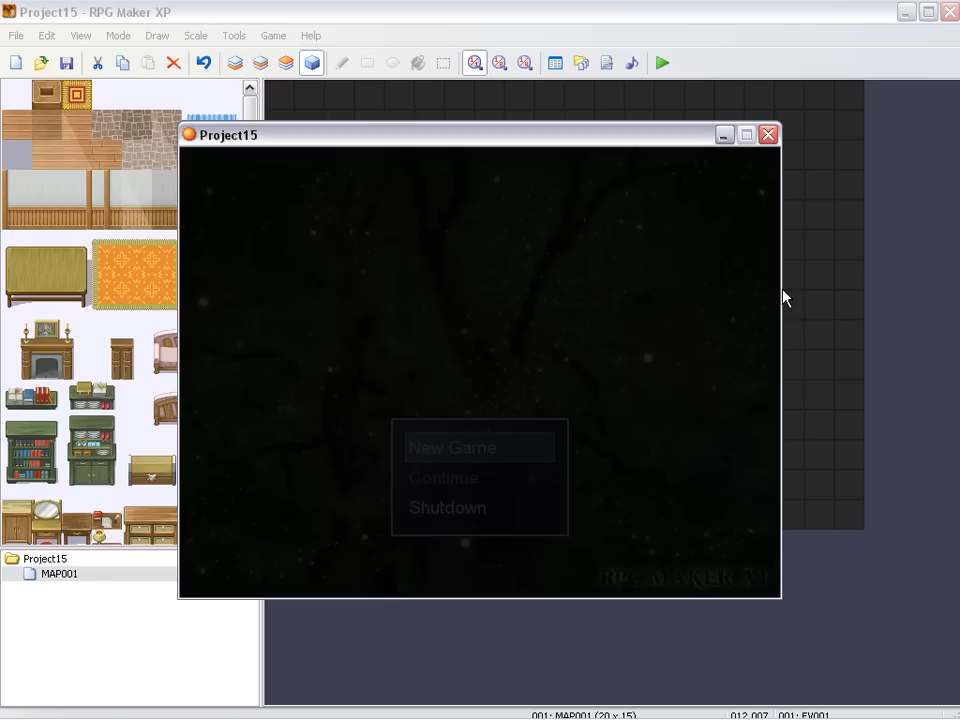 Project15 - RPG Maker XP
File Edit View Mode Draw Scale Tools Game Help
Project15
New Game
Continue
Shutdown
RPG MAKER XP
Project15
MAP001
001: MAP001 (20 x 15) 012,007 001: EV001